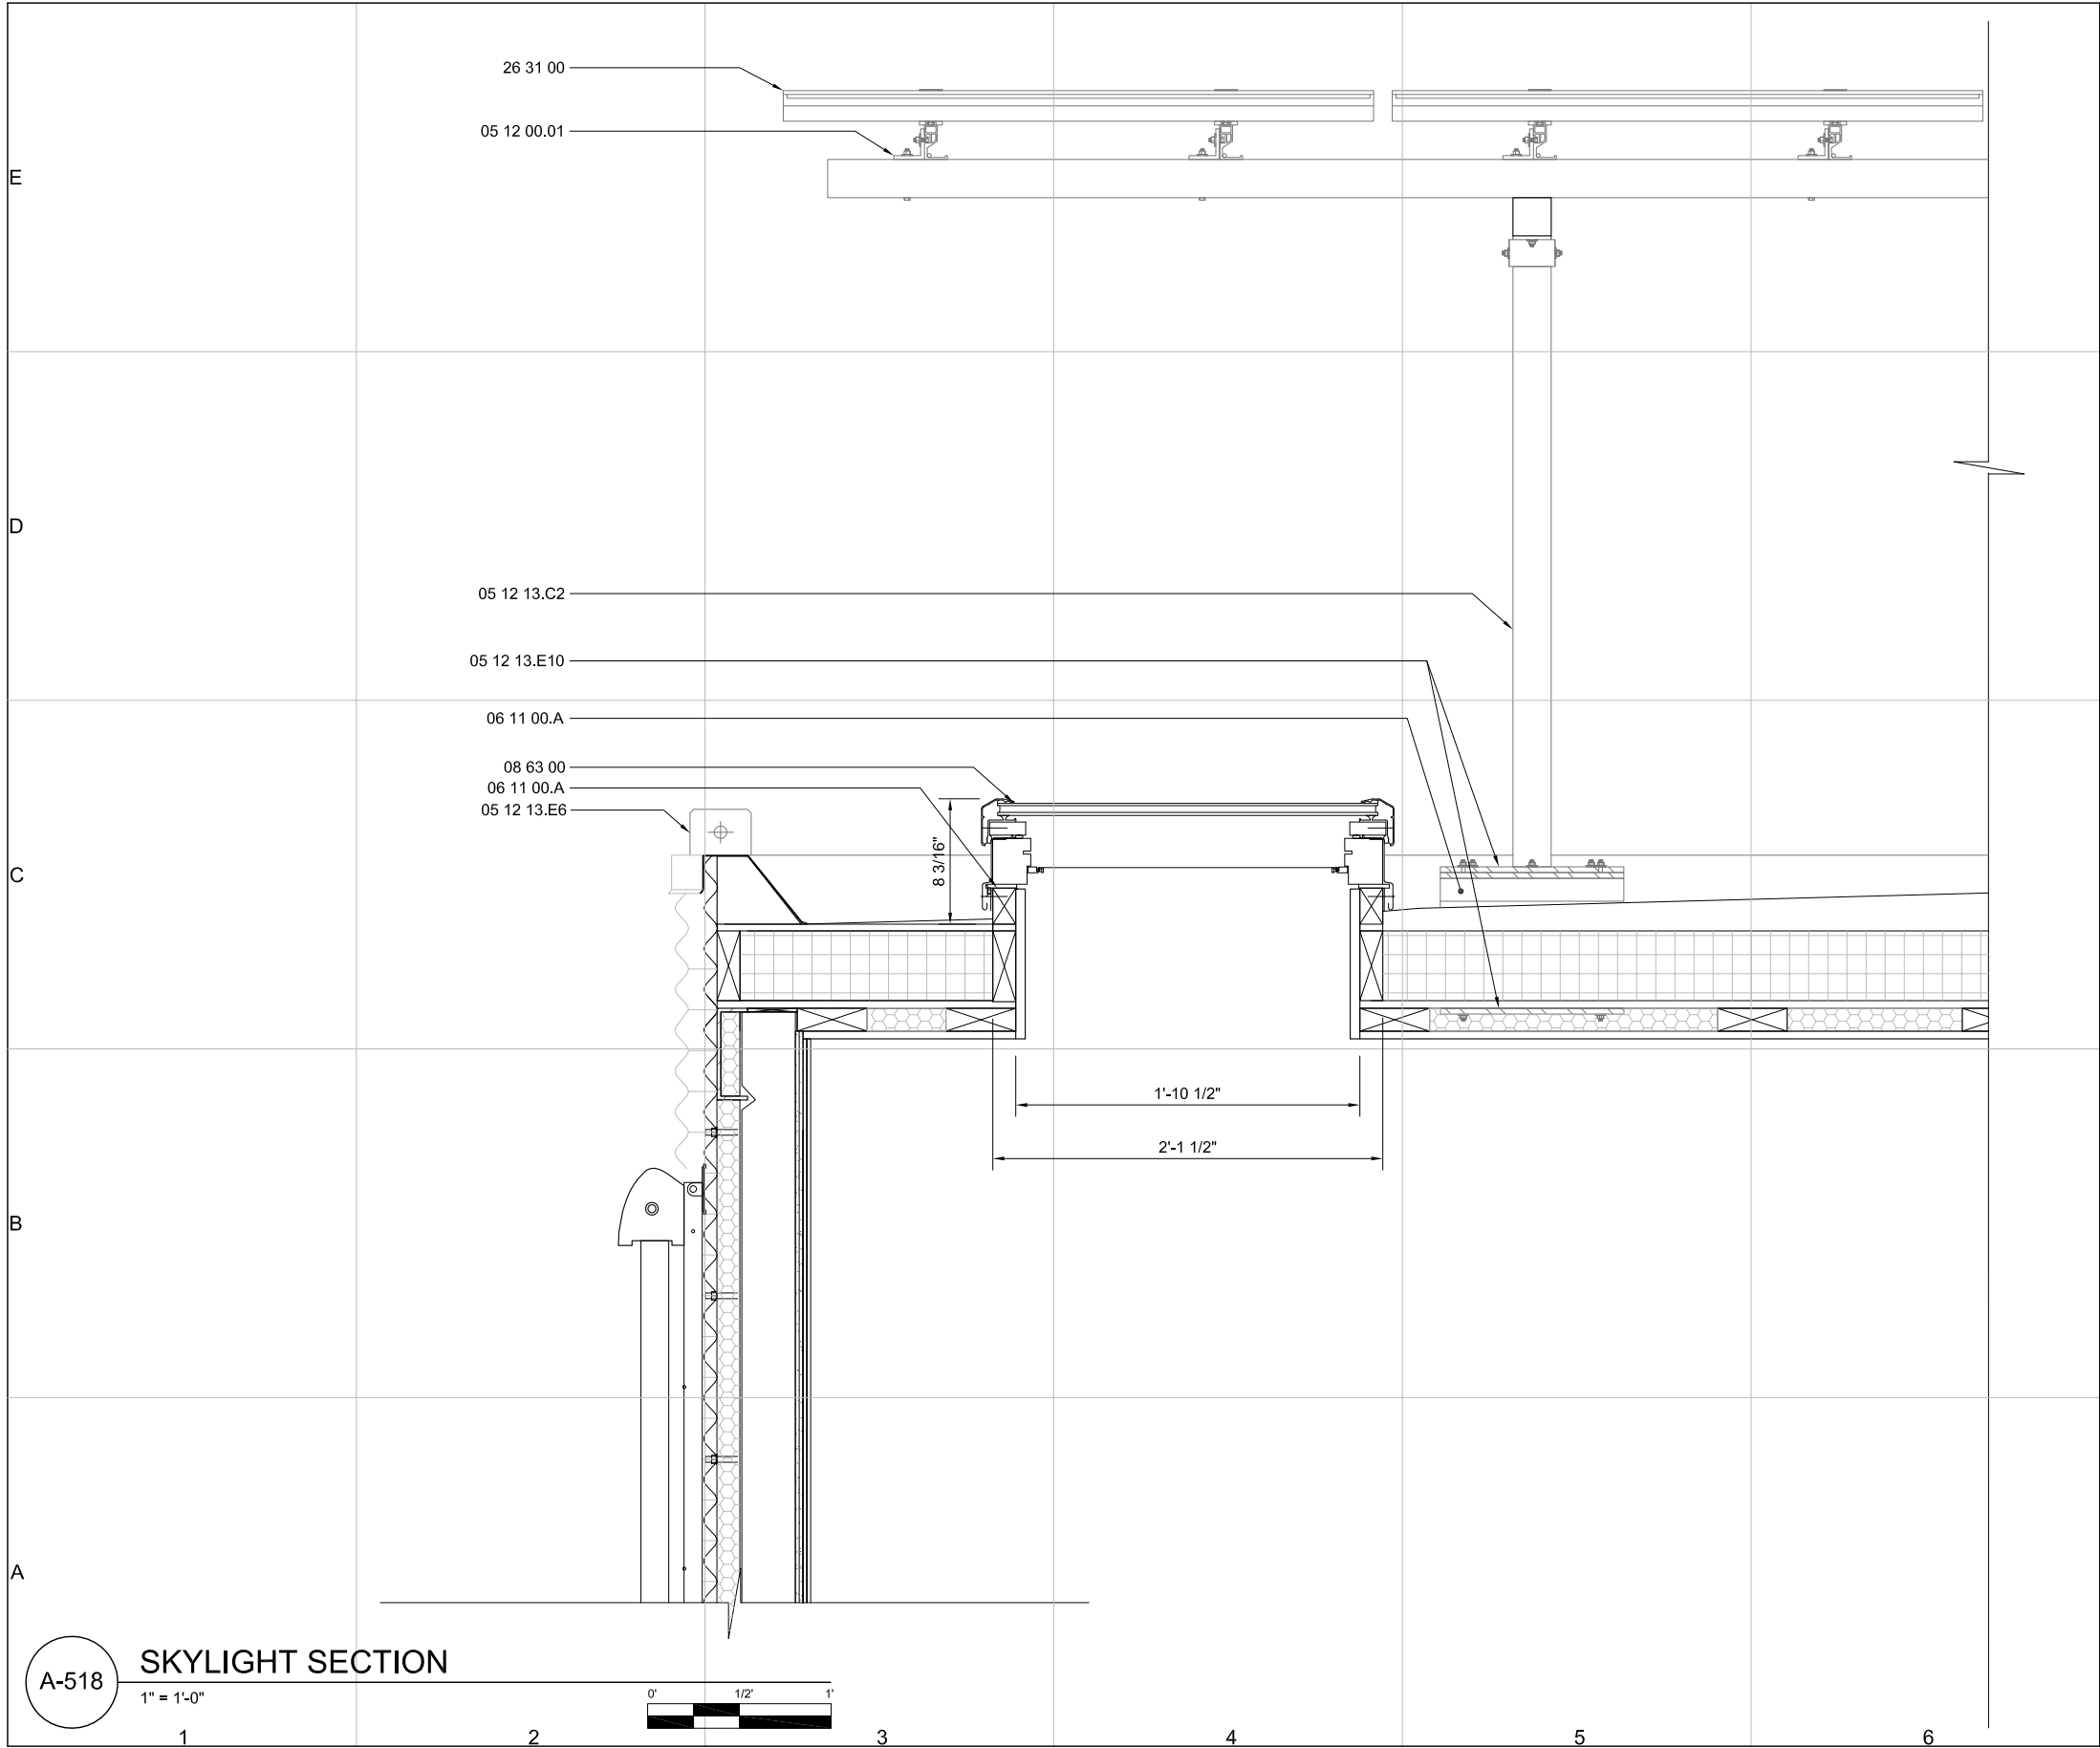 26 31 00
05 12 00.01
E
D
05 12 13.C2
05 12 13.E10
06 11 00.A
08 63 00
06 11 00.A
05 12 13.E6
8 3/16"
C
1'-10 1/2"
2'-1 1/2"
B
A
A-518
SKYLIGHT SECTION
1" = 1'-0"
0' 1/2' 1'
1 2 3 4 5 6